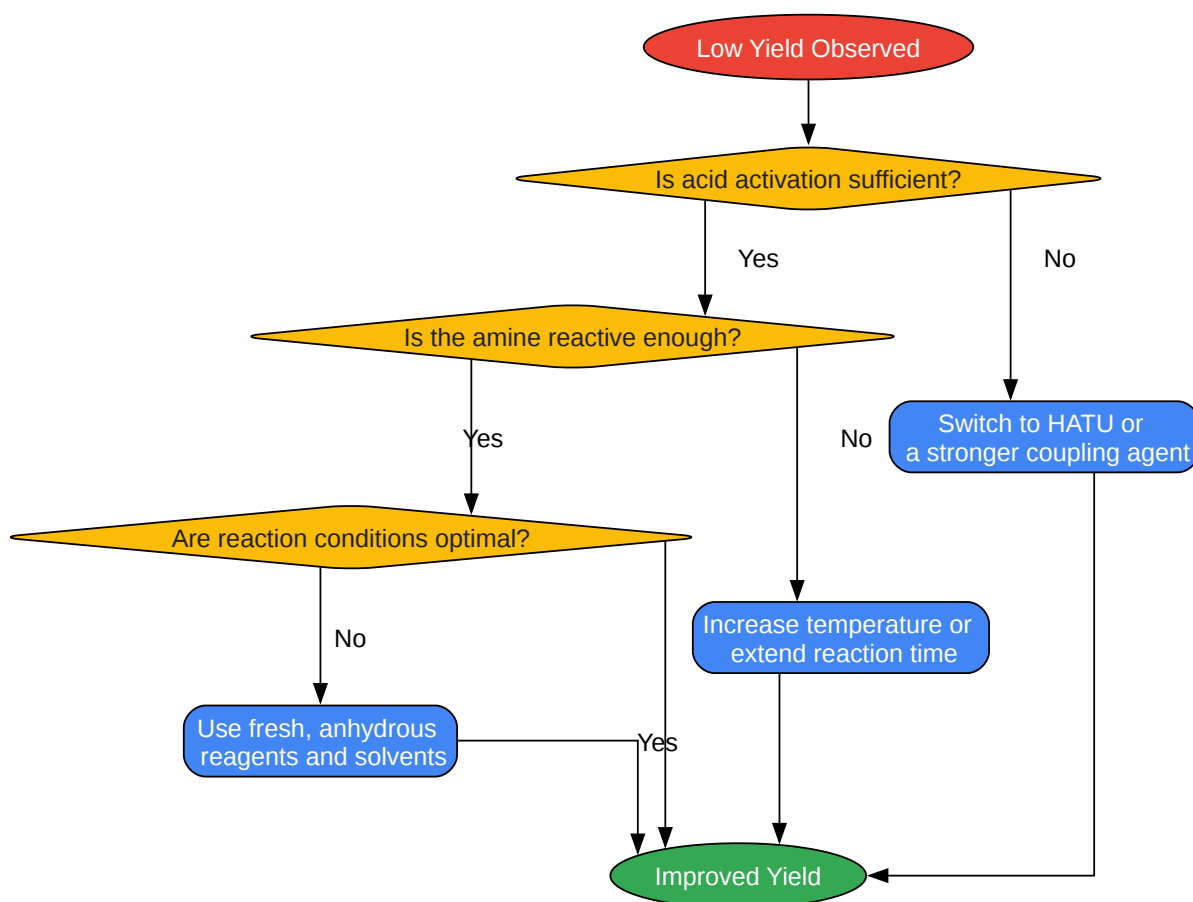 Low Yield Observed
Is acid activation sufficient?
Yes
No
Is the amine reactive enough?
Switch to HATU or
a stronger coupling agent
Yes
No
Are reaction conditions optimal?
No
Increase temperature or
extend reaction time
Use fresh, anhydrous
reagents and solvents
Yes
Improved Yield